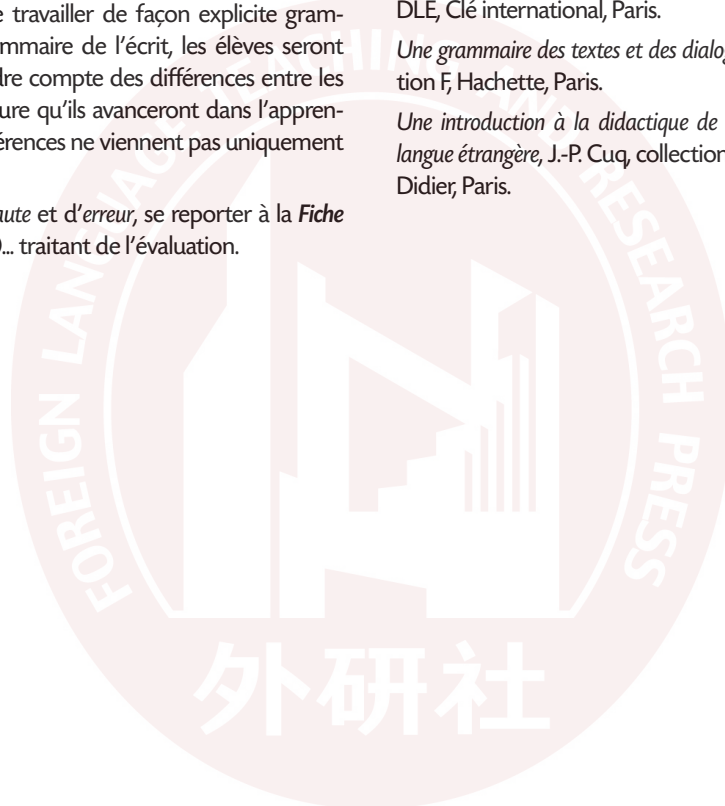 e travailler de façon explicite gram-
mmaire de l'écrit, les élèves seront
dre compte des différences entre les
ure qu'ils avanceront dans l'appren-
érences ne viennent pas uniquement
aute et d'erreur, se reporter à la Fiche
... traitant de l'évaluation.
DLE, Clé international, Paris.
Une grammaire des textes et des dialog
tion F, Hachette, Paris.
Une introduction à la didactique de
langue étrangère, J.-P. Cuq, collection
Didier, Paris.
FOREIGN LANGUAGE TEACHING AND RESEARCH PRESS
外研社